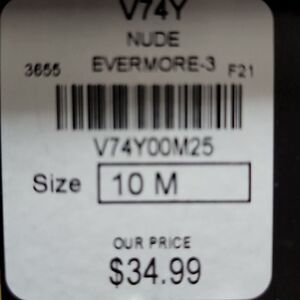 V74Y
NUDE
3655 EVERMORE-3 F21
V74Y00M25
Size 10 M
OUR PRICE
$34.99